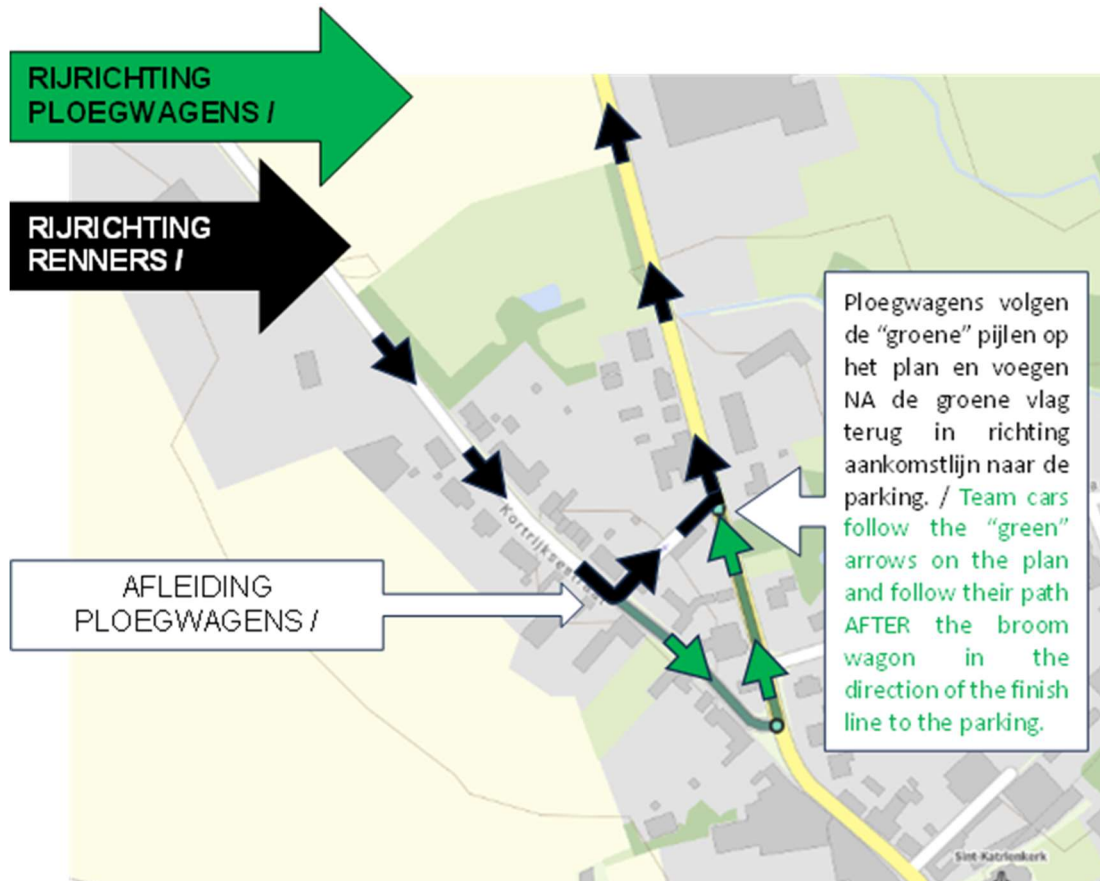 RIJRICHTING
PLOEGWAGENS /
RIJRICHTING
RENNERS /
Ploegwagens volgen
de “groene” pijlen op
het plan en voegen
NA de groene vlag
terug in richting
aankomstlijn naar de
parking. / Team cars
follow the “green”
arrows on the plan
and follow their path
AFTER the broom
wagon in the
direction of the finish
line to the parking.
AFLEIDING
PLOEGWAGENS /
Sint-Katrienkerk